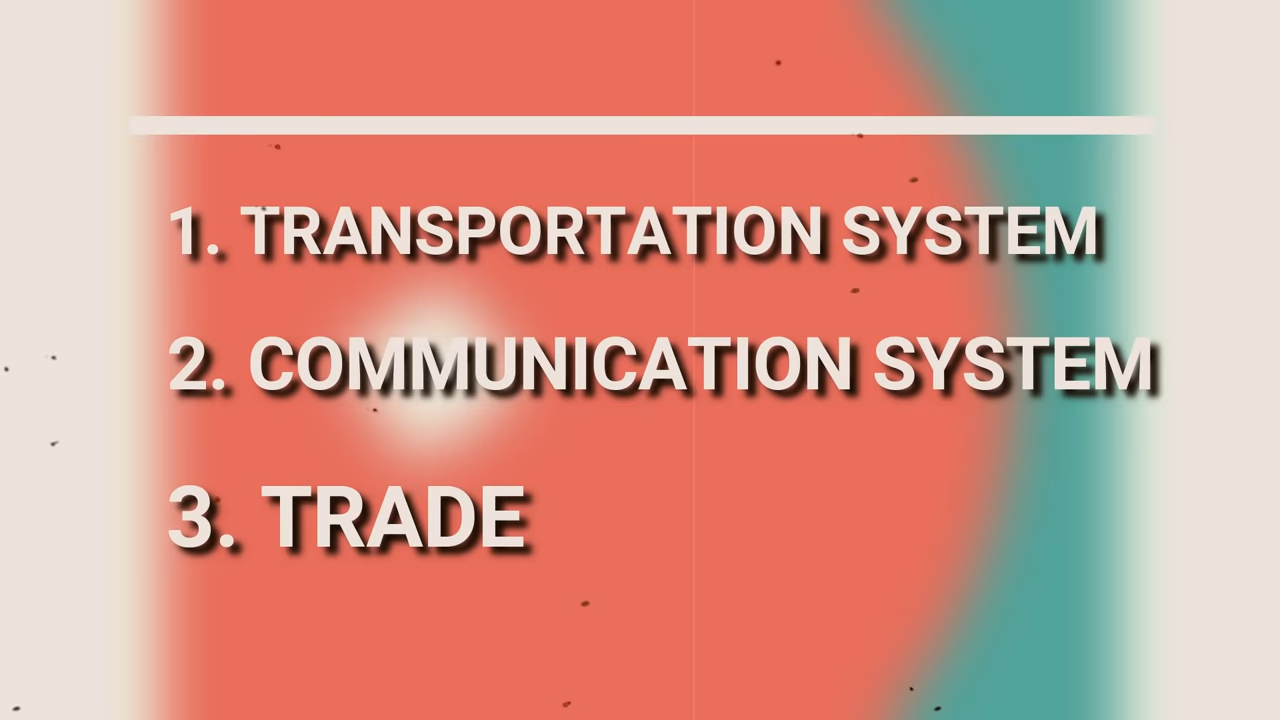 1. TRANSPORTATION SYSTEM
2. COMMUNICATION SYSTEM
3. TRADE